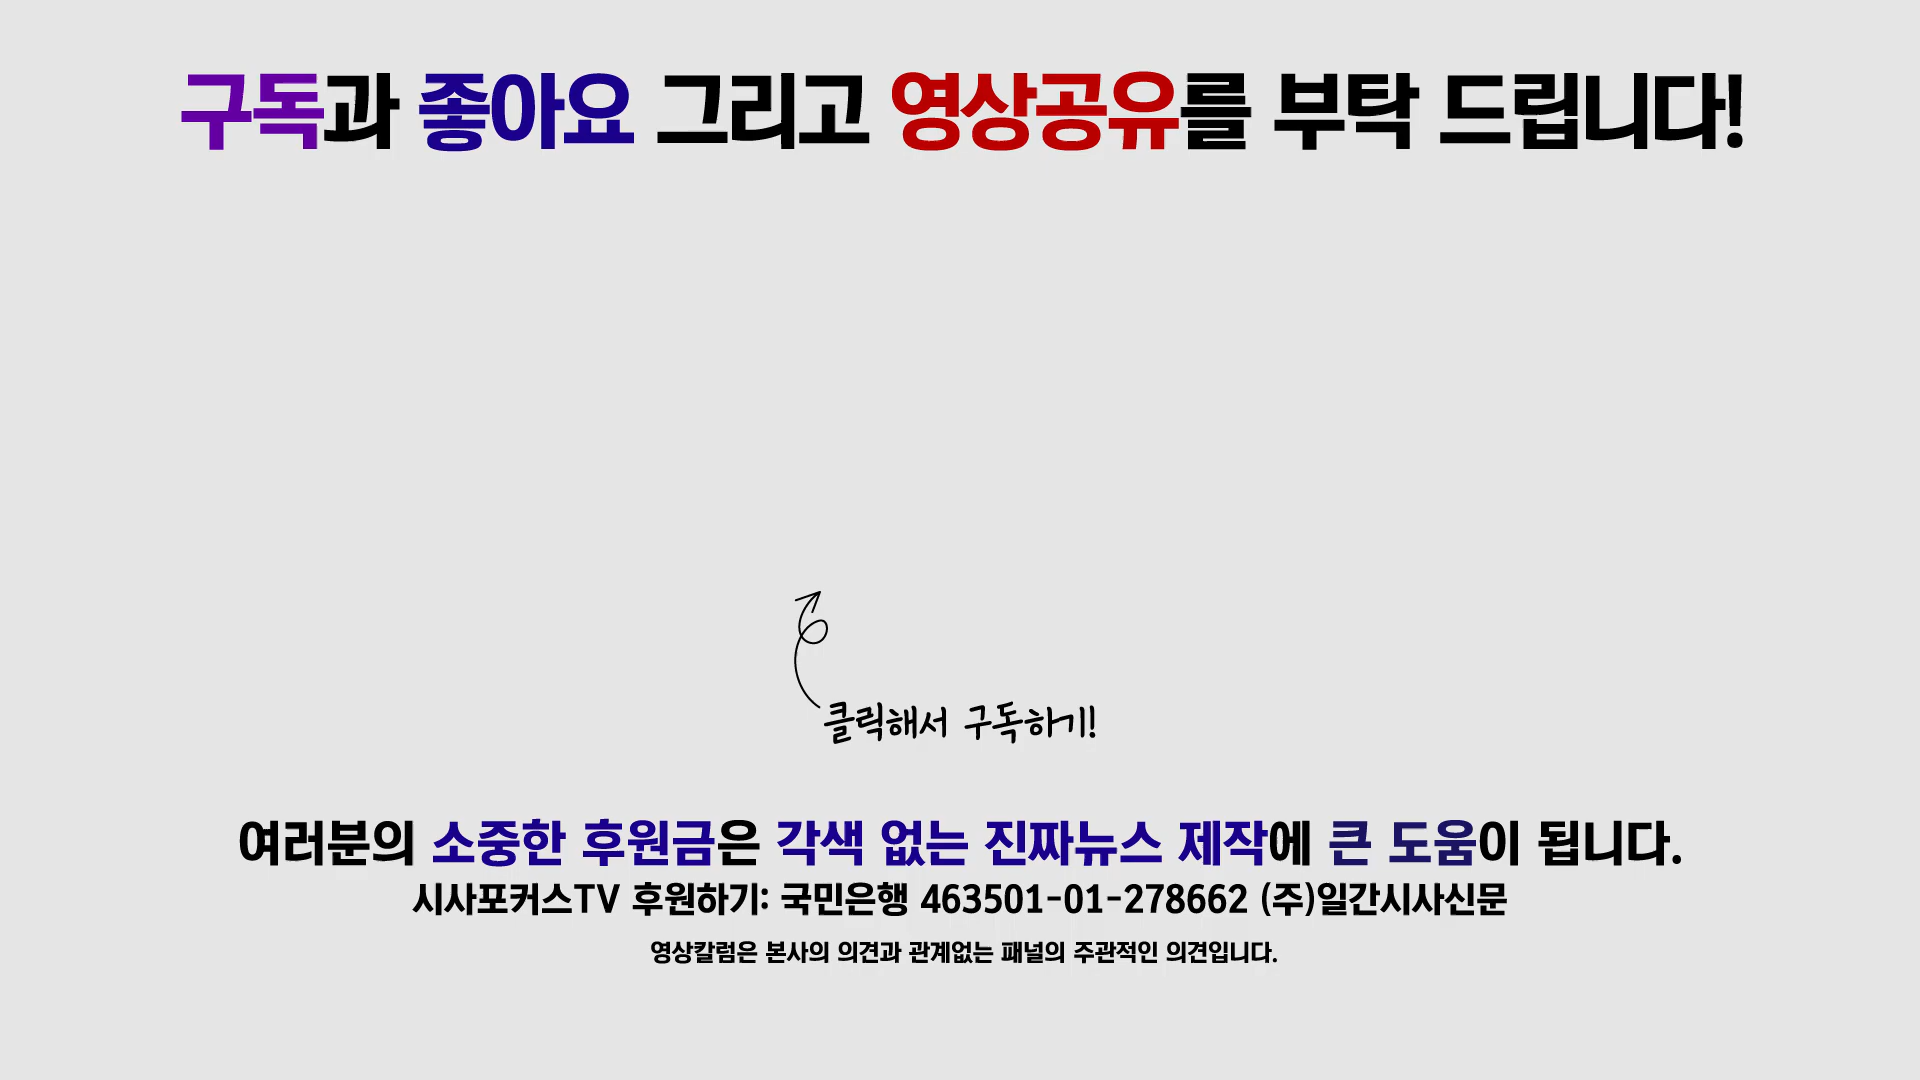 구독과 좋아요 그리고 영상공유를 부탁 드립니다!
클릭해서 구독하기!
여러분의 소중한 후원금은 각색 없는 진짜뉴스 제작에 큰 도움이 됩니다.
시사포커스TV 후원하기: 국민은행 463501-01-278662 (주)일간시사신문
영상칼럼은 본사의 의견과 관계없는 패널의 주관적인 의견입니다.